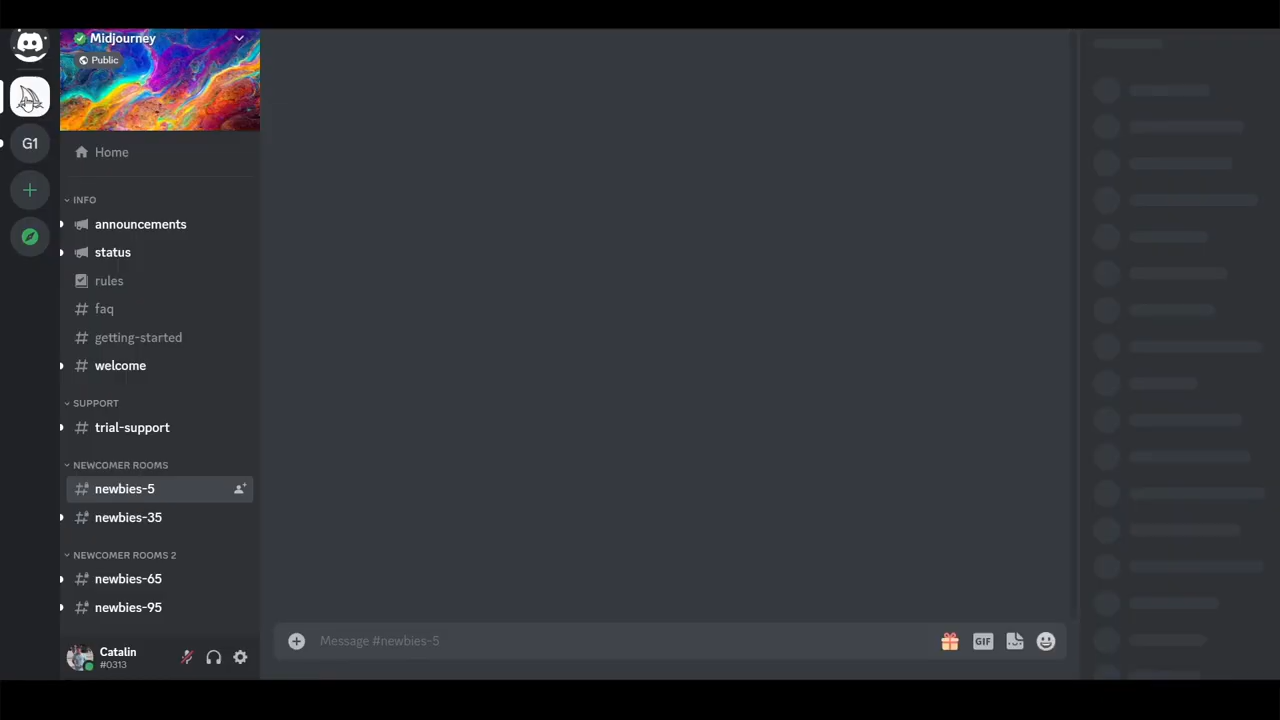 Midjourney
Public
G1
Home
INFO
announcements
status
rules
faq
getting-started
welcome
SUPPORT
trial-support
NEWCOMER ROOMS
newbies-5
newbies-35
NEWCOMER ROOMS 2
newbies-65
newbies-95
Message #newbies-5
GIF
Catalin
#0313